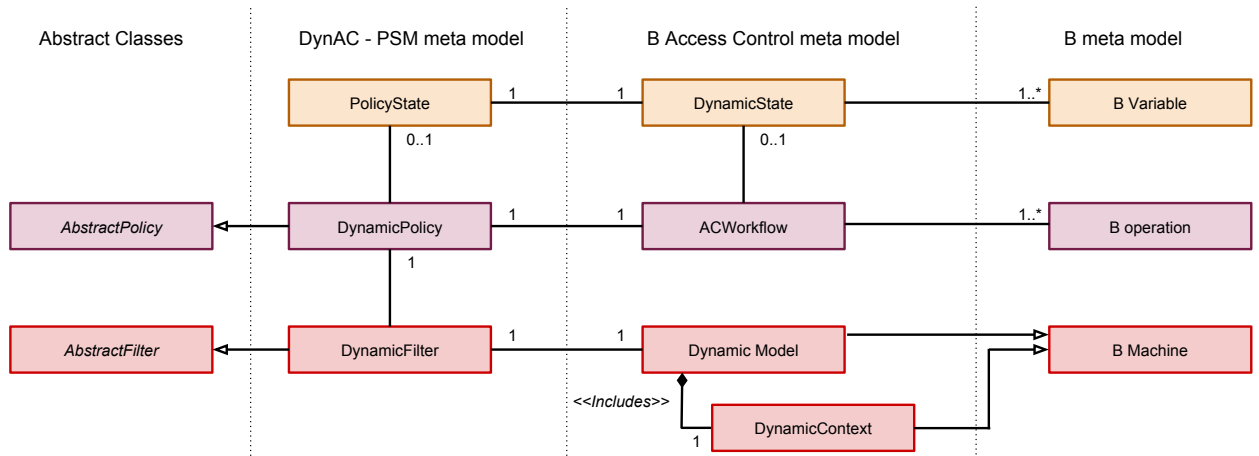 Abstract Classes
DynAC - PSM meta model
B Access Control meta model
B meta model
PolicyState
1
1
DynamicState
1..*
B Variable
0..1
0..1
AbstractPolicy
DynamicPolicy
1
1
ACWorkflow
1..*
B operation
1
AbstractFilter
DynamicFilter
1
1
Dynamic Model
B Machine
<<Includes>>
1
DynamicContext